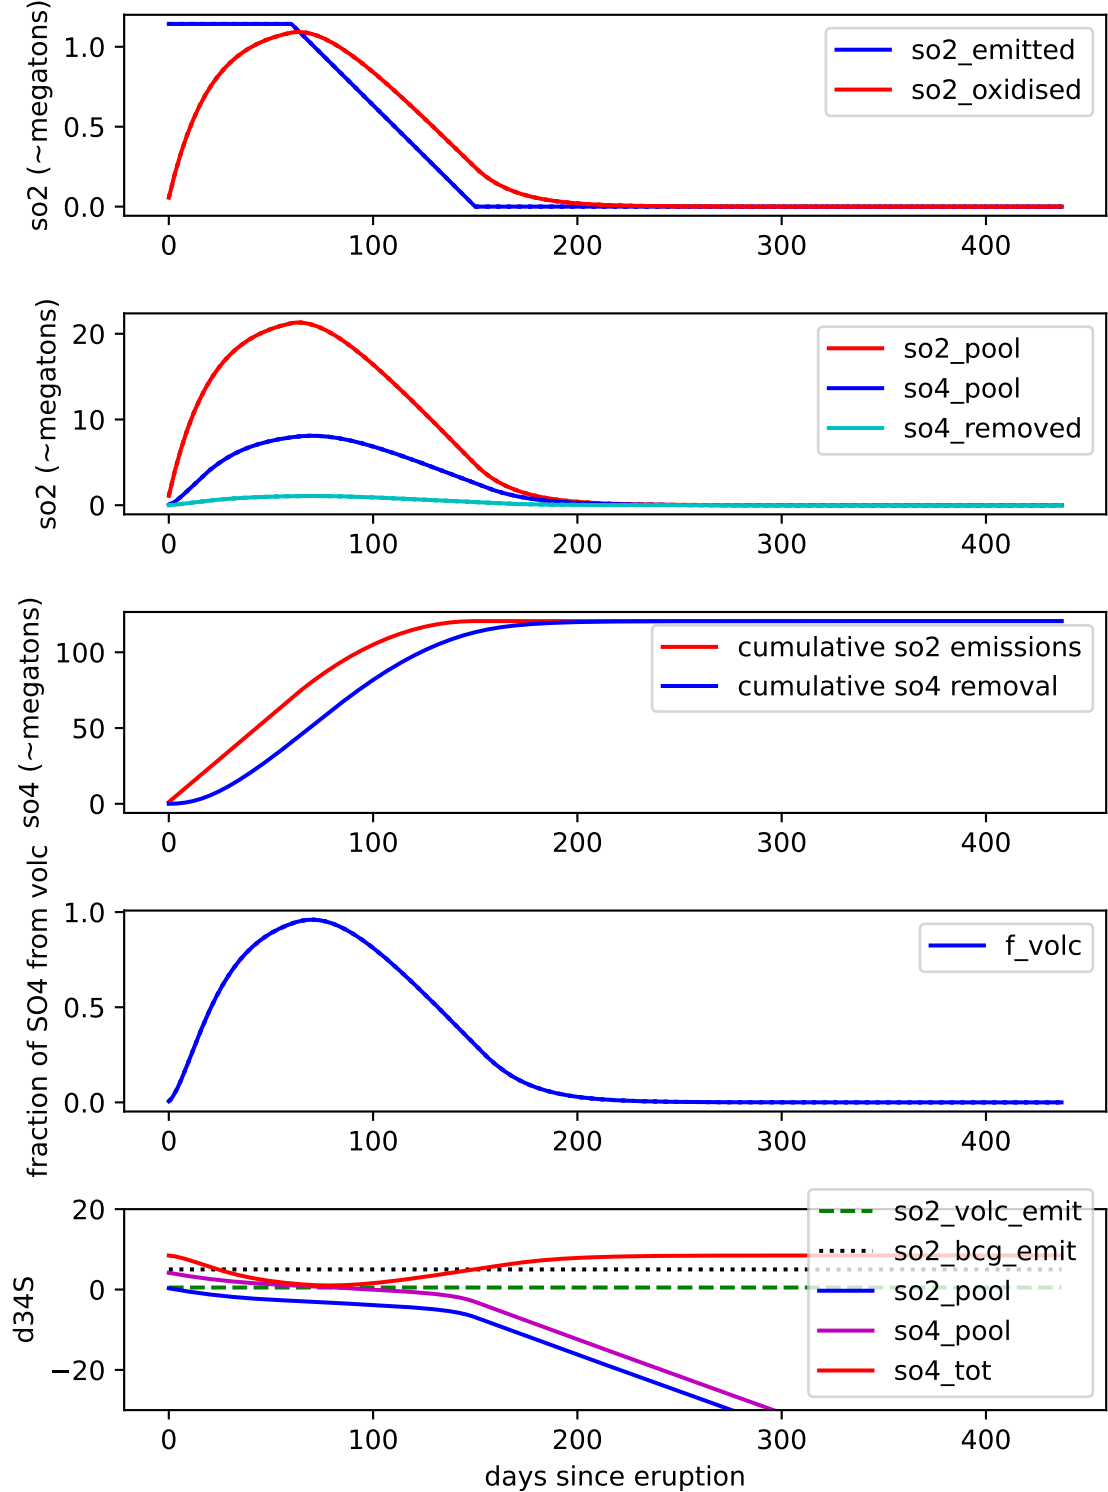 so2 (~megatons)
1.0
0.5
0.0
so2_emitted
so2_oxidised
0 100 200 300 400
so2 (~megatons)
20
10
0
so2_pool
so4_pool
so4_removed
0 100 200 300 400
so4 (~megatons)
100
50
0
cumulative so2 emissions
cumulative so4 removal
0 100 200 300 400
fraction of SO4 from volc
1.0
0.5
0.0
f_volc
0 100 200 300 400
d34S
20
0
−20
so2_volc_emit
so2_bcg_emit
so2_pool
so4_pool
so4_tot
0 100 200 300 400
days since eruption